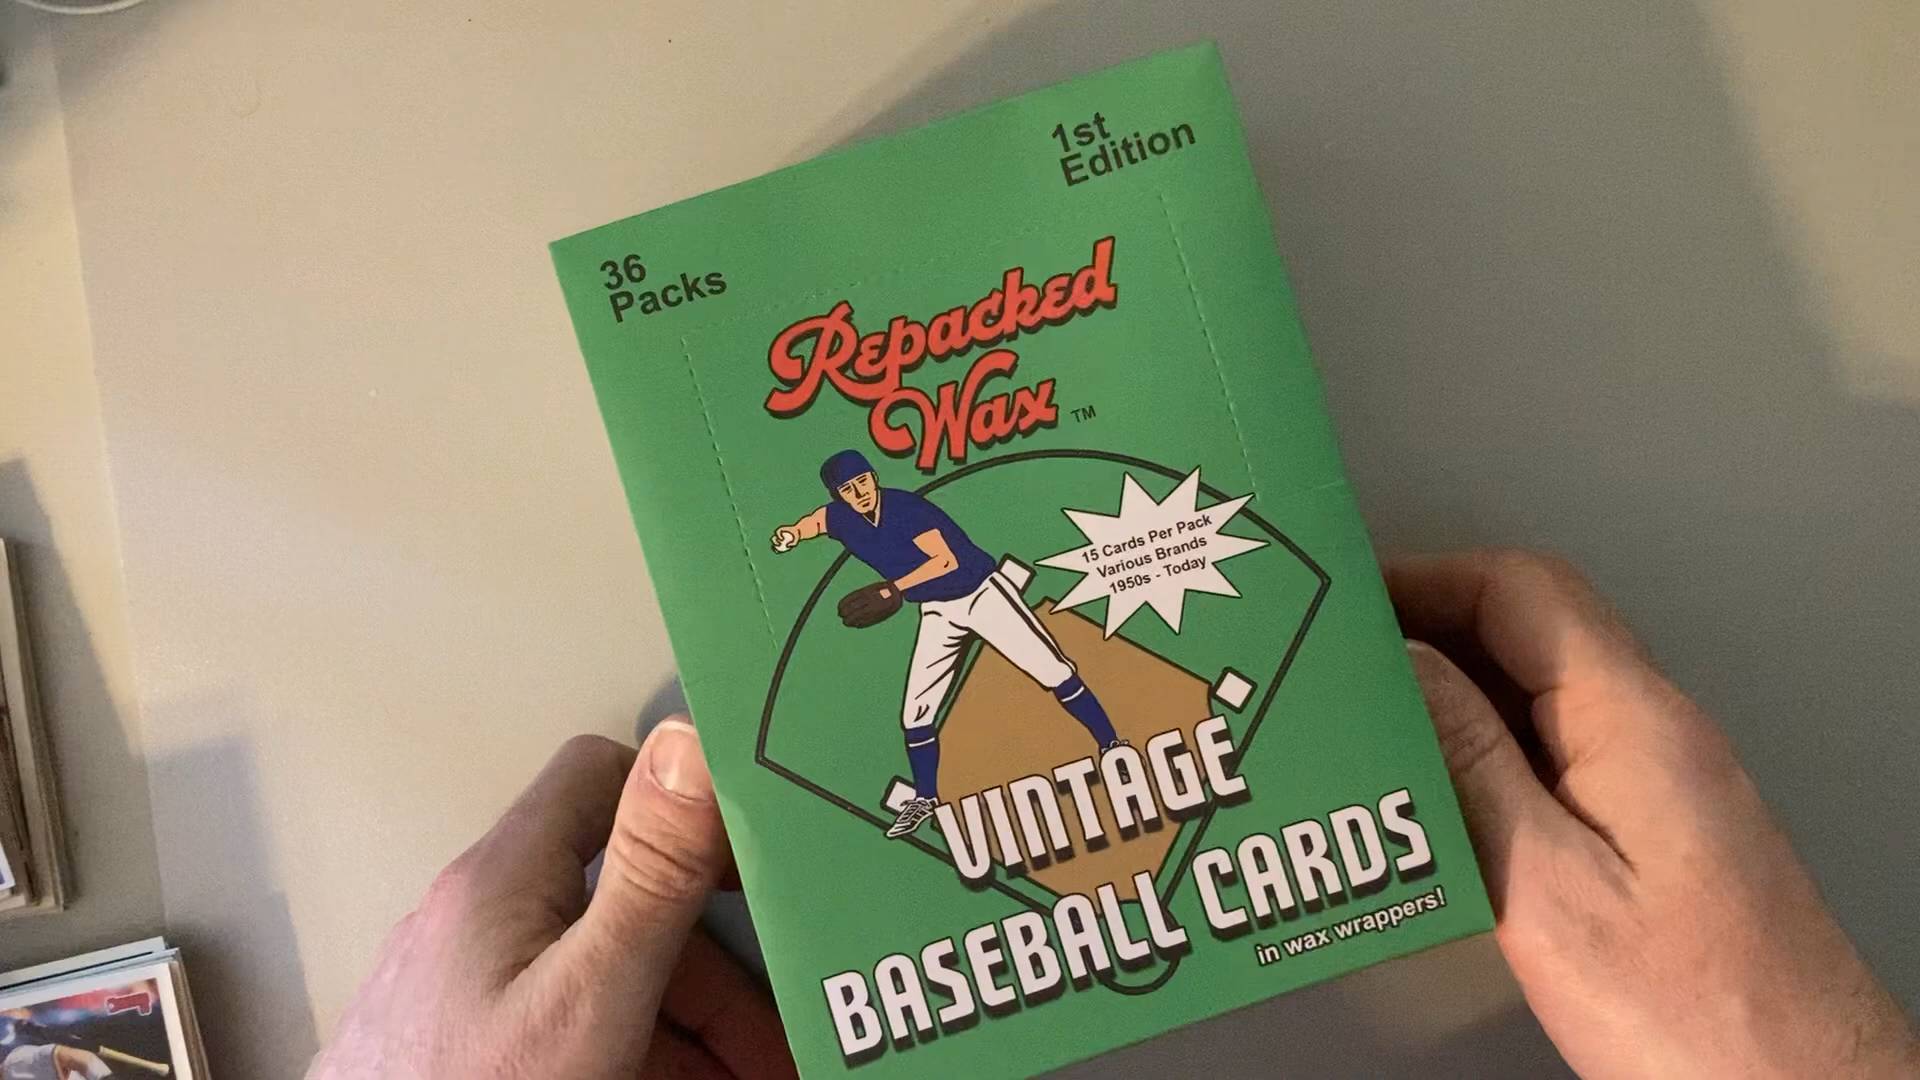 36
Packs
1st
Edition
Repacked
Wax TM
15 Cards Per Pack
Various Brands
1950s - Today
VINTAGE
BASEBALL CARDS
in wax wrappers!